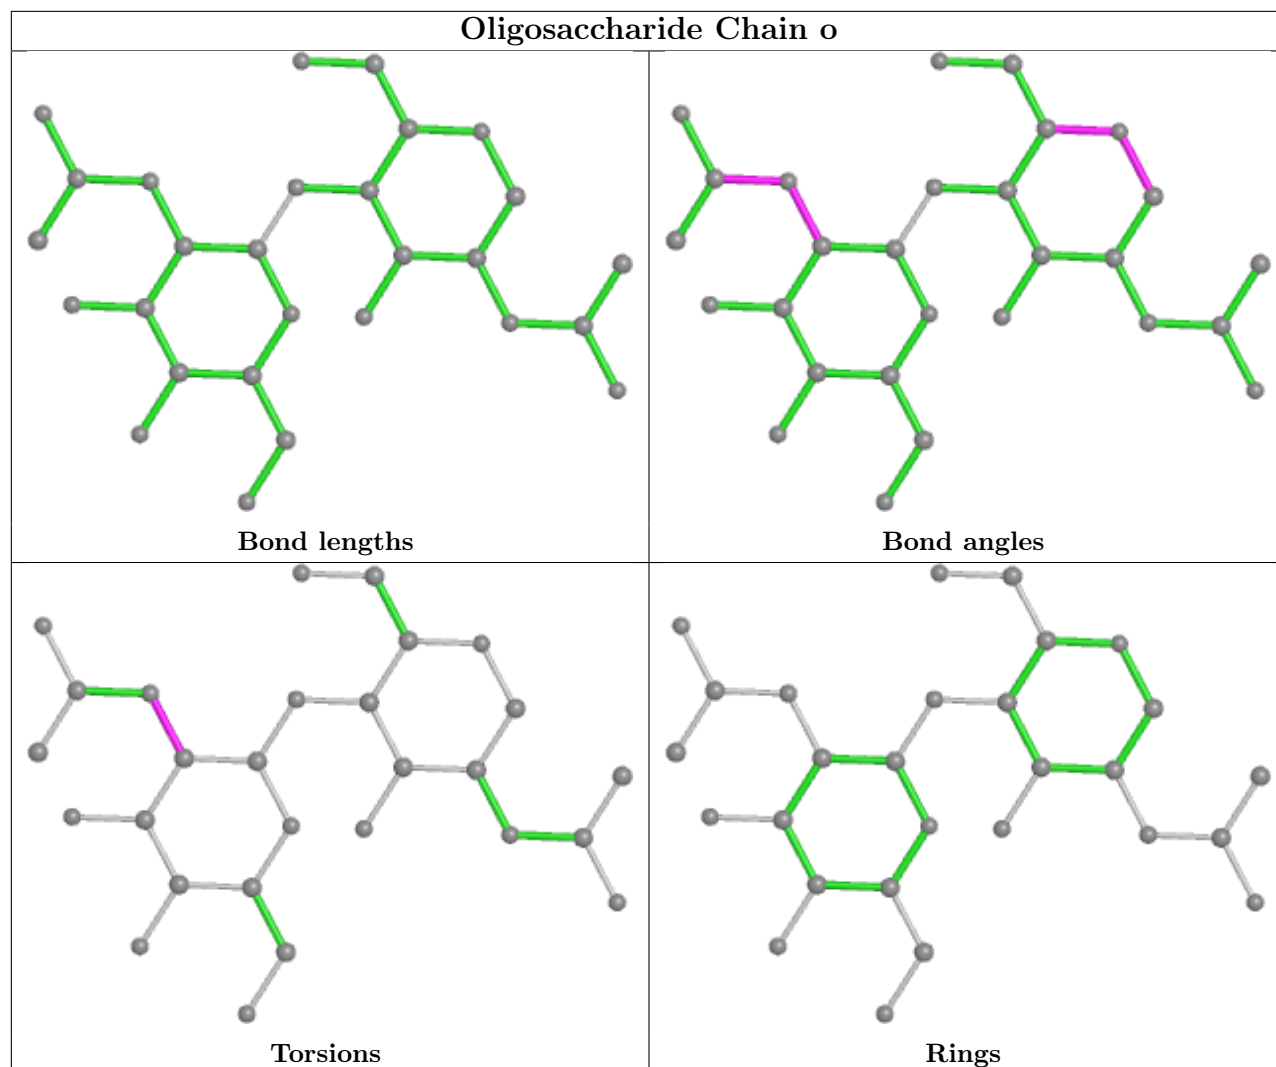 Oligosaccharide Chain o
Bond lengths
Bond angles
Torsions
Rings